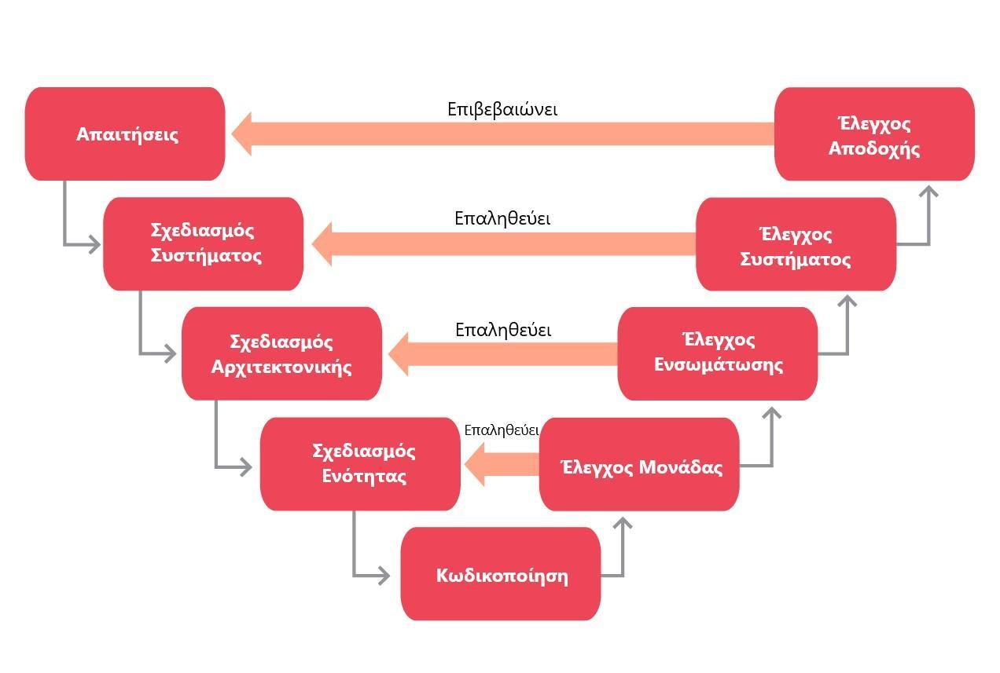 Επιβεβαιώνει
Απαιτήσεις
Έλεγχος
Αποδοχής
Επαληθεύει
Σχεδιασμός
Συστήματος
Έλεγχος
Συστήματος
Επαληθεύει
Σχεδιασμός
Αρχιτεκτονικής
Έλεγχος
Ενσωμάτωσης
Επαληθεύει
Σχεδιασμός
Ενότητας
Έλεγχος Μονάδας
Κωδικοποίηση